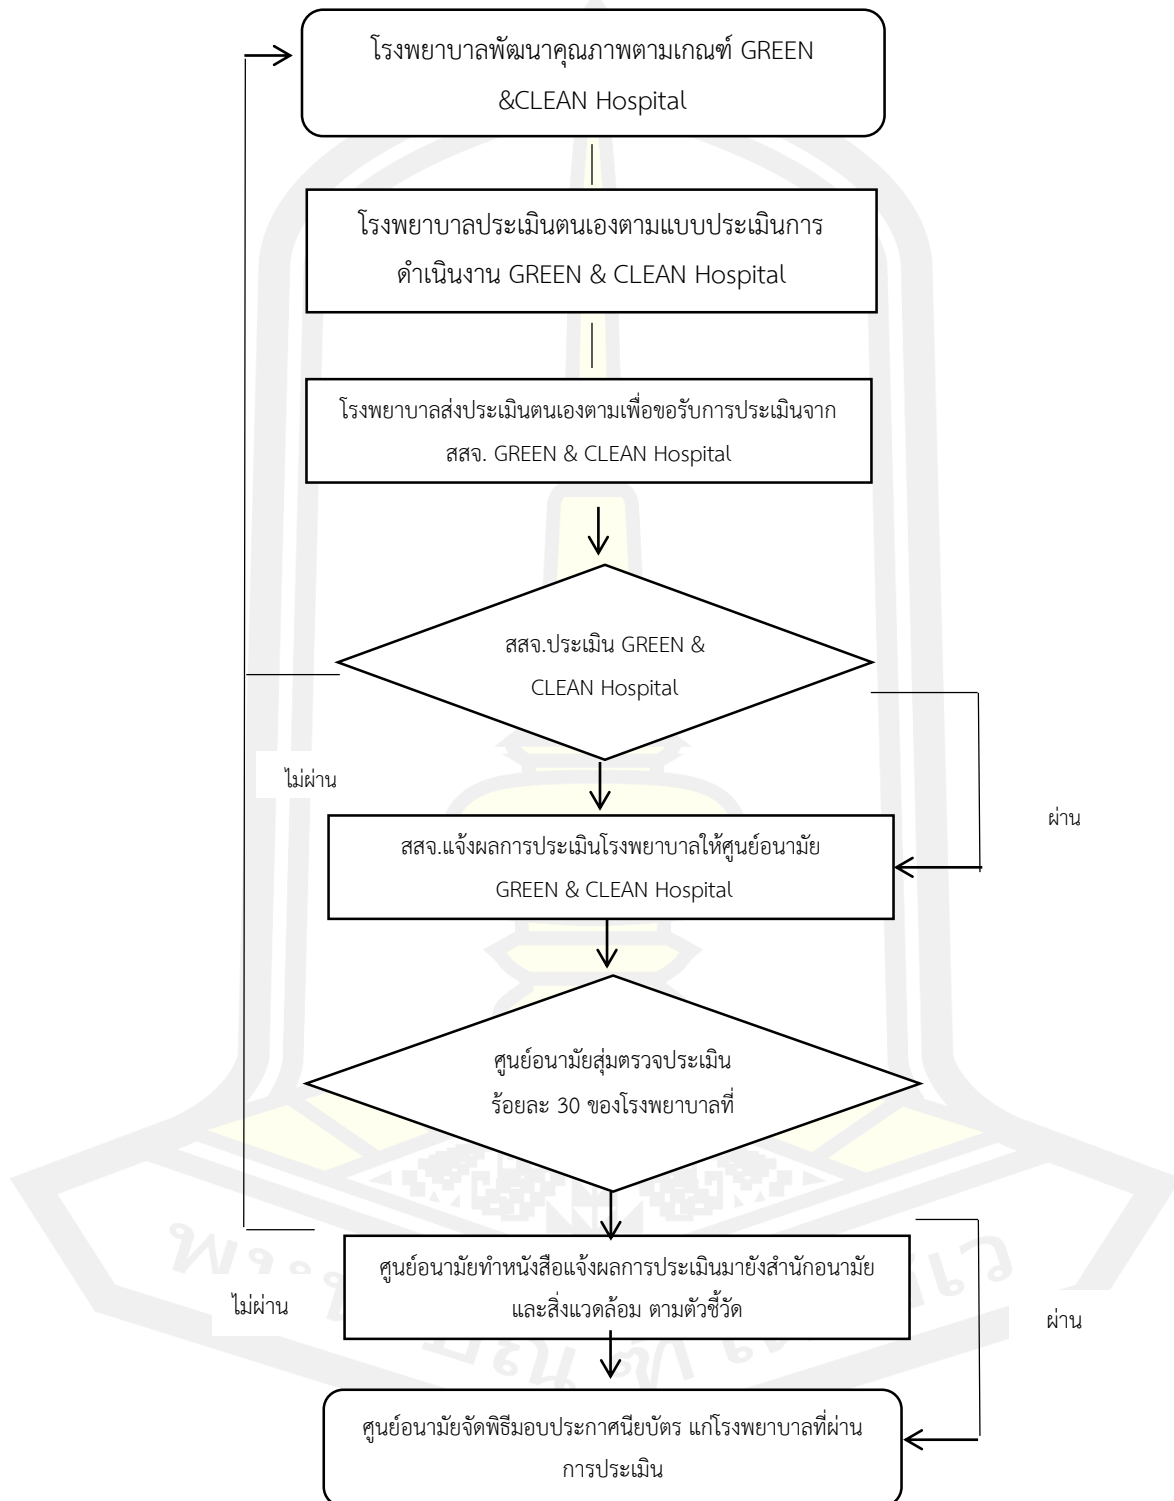 โรงพยาบาลพัฒนาคุณภาพตามเกณฑ์ GREEN
&CLEAN Hospital
โรงพยาบาลประเมินตนเองตามแบบประเมินการ
ดำเนินงาน GREEN & CLEAN Hospital
โรงพยาบาลส่งประเมินตนเองตามเพื่อขอรับการประเมินจาก
สสจ. GREEN & CLEAN Hospital
สสจ.ประเมิน GREEN &
CLEAN Hospital
ไม่ผ่าน
ผ่าน
สสจ.แจ้งผลการประเมินโรงพยาบาลให้ศูนย์อนามัย
GREEN & CLEAN Hospital
ศูนย์อนามัยสุ่มตรวจประเมิน
ร้อยละ 30 ของโรงพยาบาลที่
ศูนย์อนามัยทำหนังสือแจ้งผลการประเมินมายังสำนักอนามัย
และสิ่งแวดล้อม ตามตัวชี้วัด
ไม่ผ่าน
ผ่าน
ศูนย์อนามัยจัดพิธีมอบประกาศนียบัตร แก่โรงพยาบาลที่ผ่าน
การประเมิน